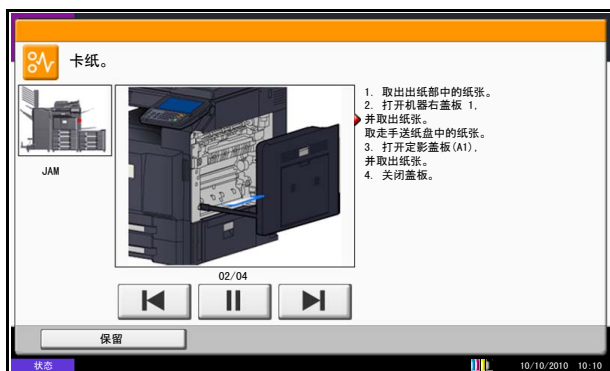 卡纸。
JAM
1. 取出出纸部中的纸张。
2. 打开机器右盖板 1,
并取出纸张。
取走手送纸盘中的纸张。
3. 打开定影盖板(A1),
并取出纸张。
4. 关闭盖板。
02/04
保留
状态
10/10/2010 10:10